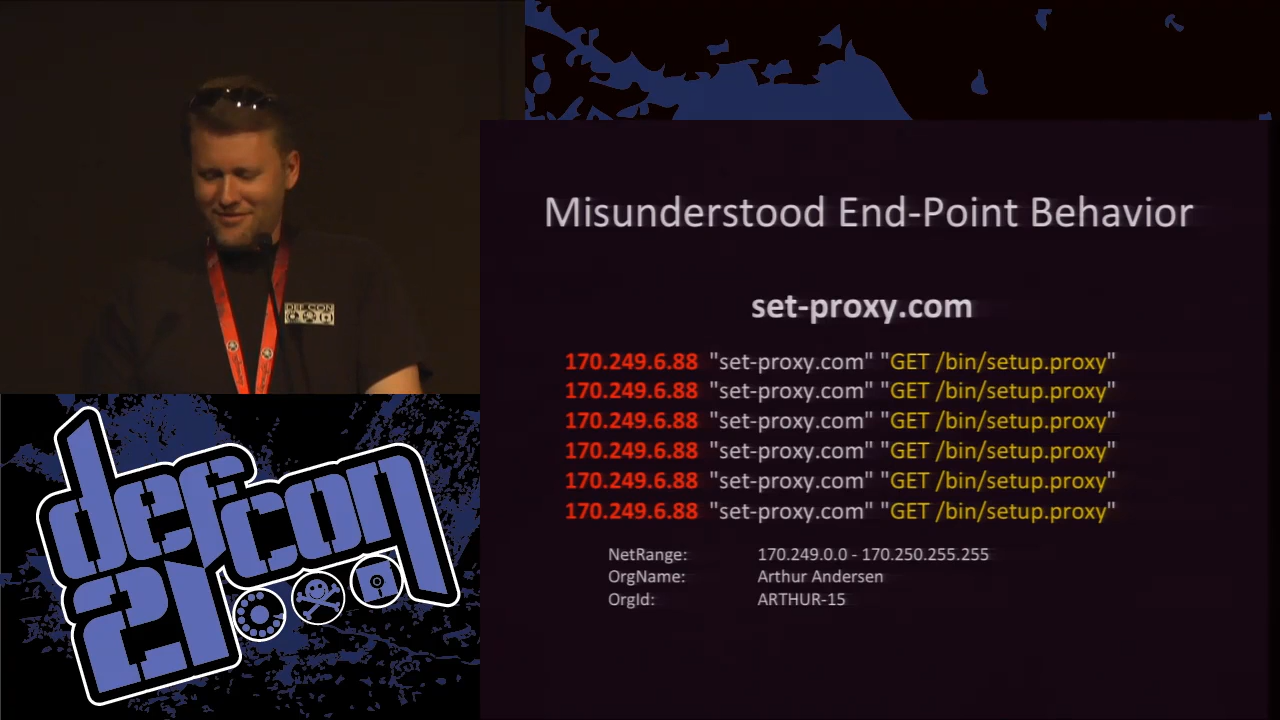 Misunderstood End-Point Behavior
set-proxy.com
170.249.6.88 "set-proxy.com" "GET /bin/setup.proxy"
170.249.6.88 "set-proxy.com" "GET /bin/setup.proxy"
170.249.6.88 "set-proxy.com" "GET /bin/setup.proxy"
170.249.6.88 "set-proxy.com" "GET /bin/setup.proxy"
170.249.6.88 "set-proxy.com" "GET /bin/setup.proxy"
170.249.6.88 "set-proxy.com" "GET /bin/setup.proxy"
NetRange: 170.249.0.0 - 170.250.255.255
OrgName: Arthur Andersen
OrgId: ARTHUR-15
DEF CON
defcon
21